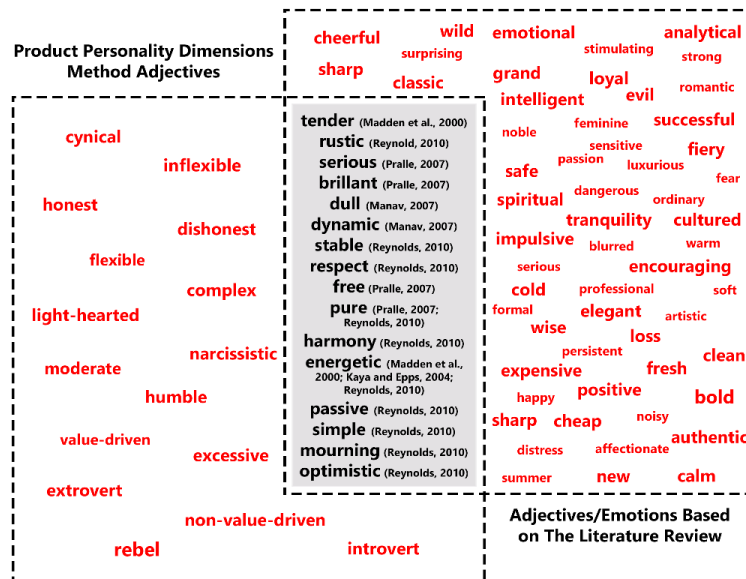 Product Personality Dimensions
Method Adjectives
cynical
inflexible
honest
dishonest
flexible
complex
light-hearted
narcissistic
moderate
humble
value-driven
excessive
extrovert
non-value-driven
rebel
introvert
tender (Madden et al., 2000)
rustic (Reynold, 2010)
serious (Pralle, 2007)
brillant (Pralle, 2007)
dull (Manav, 2007)
dynamic (Manav, 2007)
stable (Reynolds, 2010)
respect (Reynolds, 2010)
free (Pralle, 2007)
pure (Pralle, 2007;
Reynolds, 2010)
harmony (Reynolds, 2010)
energetic (Madden et al.,
2000; Kaya and Epps, 2004;
Reynolds, 2010)
passive (Reynolds, 2010)
simple (Reynolds, 2010)
mourning (Reynolds, 2010)
optimistic (Reynolds, 2010)
cheerful
wild
emotional
analytical
surprising
stimulating
strong
sharp
classic
grand
loyal
romantic
intelligent
evil
noble
feminine
successful
sensitive
fiery
passion
luxurious
safe
fear
spiritual
dangerous
ordinary
tranquility
cultured
impulsive
blurred
warm
serious
encouraging
cold
professional
soft
formal
elegant
artistic
wise
loss
persistent
clean
expensive
fresh
happy
positive
bold
sharp
cheap
noisy
authentic
distress
affectionate
summer
new
calm
Adjectives/Emotions Based
on The Literature Review